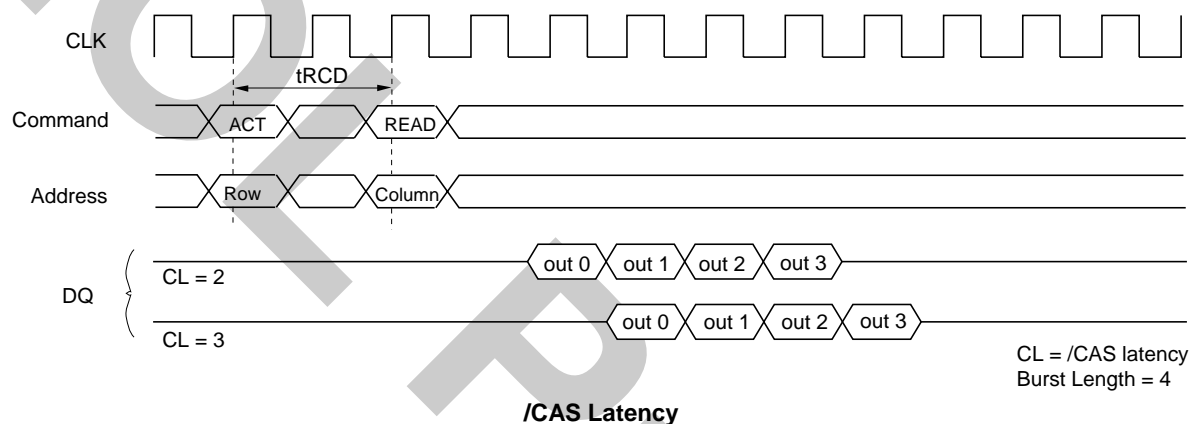 CLK
tRCD
Command
ACT
READ
Address
Row
Column
DQ
CL = 2
out 0
out 1
out 2
out 3
CL = 3
out 0
out 1
out 2
out 3
CL = /CAS latency
Burst Length = 4
/CAS Latency